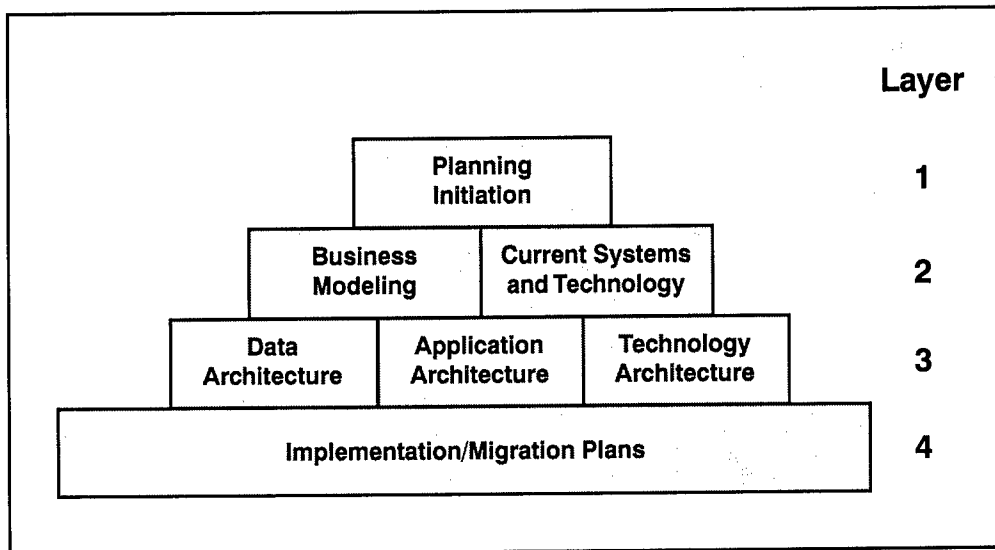 Layer
Planning
Initiation
1
Business
Modeling
Current Systems
and Technology
2
Data
Architecture
Application
Architecture
Technology
Architecture
3
Implementation/Migration Plans
4